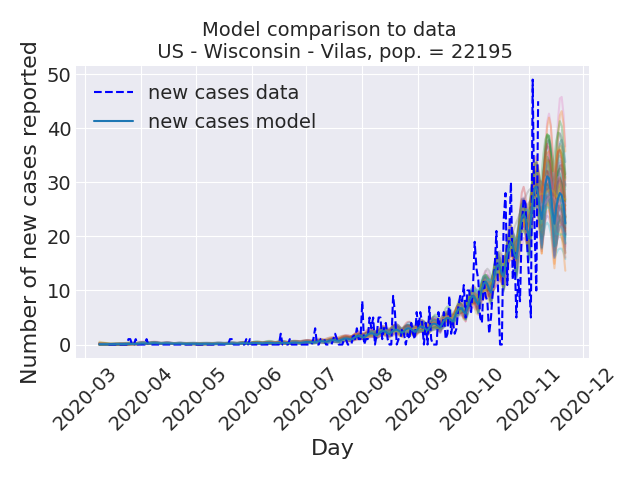 Model comparison to data
US - Wisconsin - Vilas, pop. = 22195
Number of new cases reported
50
40
30
20
10
0
new cases data
new cases model
2020-03
2020-04
2020-05
2020-06
2020-07
2020-08
2020-09
2020-10
2020-11
2020-12
Day